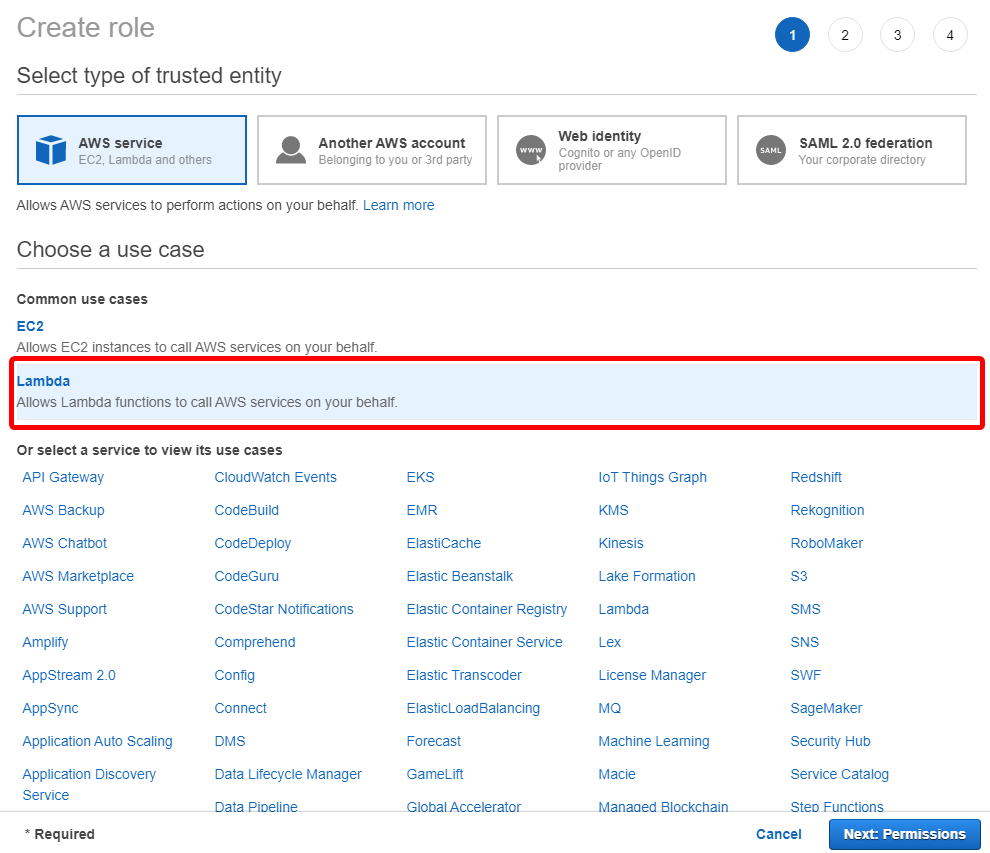 Create role
1 2 3 4
Select type of trusted entity
AWS service
EC2, Lambda and others
Another AWS account
Belonging to you or 3rd party
www
Web identity
Cognito or any OpenID
provider
SAML
SAML 2.0 federation
Your corporate directory
Allows AWS services to perform actions on your behalf. Learn more
Choose a use case
Common use cases
EC2
Allows EC2 instances to call AWS services on your behalf.
Lambda
Allows Lambda functions to call AWS services on your behalf.
Or select a service to view its use cases
API Gateway CloudWatch Events EKS IoT Things Graph Redshift
AWS Backup CodeBuild EMR KMS Rekognition
AWS Chatbot CodeDeploy ElastiCache Kinesis RoboMaker
AWS Marketplace CodeGuru Elastic Beanstalk Lake Formation S3
AWS Support CodeStar Notifications Elastic Container Registry Lambda SMS
Amplify Comprehend Elastic Container Service Lex SNS
AppStream 2.0 Config Elastic Transcoder License Manager SWF
AppSync Connect ElasticLoadBalancing MQ SageMaker
Application Auto Scaling DMS Forecast Machine Learning Security Hub
Application Discovery Data Lifecycle Manager GameLift Macie Service Catalog
Service
Data Pipeline Global Accelerator Managed Blockchain Step Functions
* Required Cancel Next: Permissions